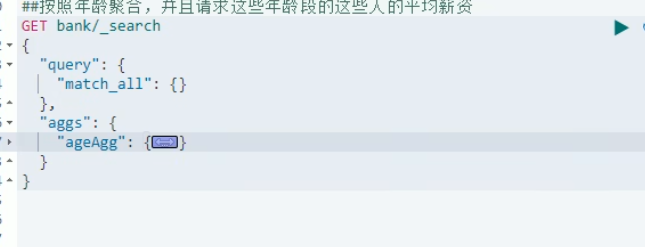 ##按照年龄聚合，并且请求这些年龄段的这些人的平均薪资
GET bank/_search
{
  "query": {
    "match_all": {}
  },
  "aggs": {
    "ageAgg": {}
  }
}